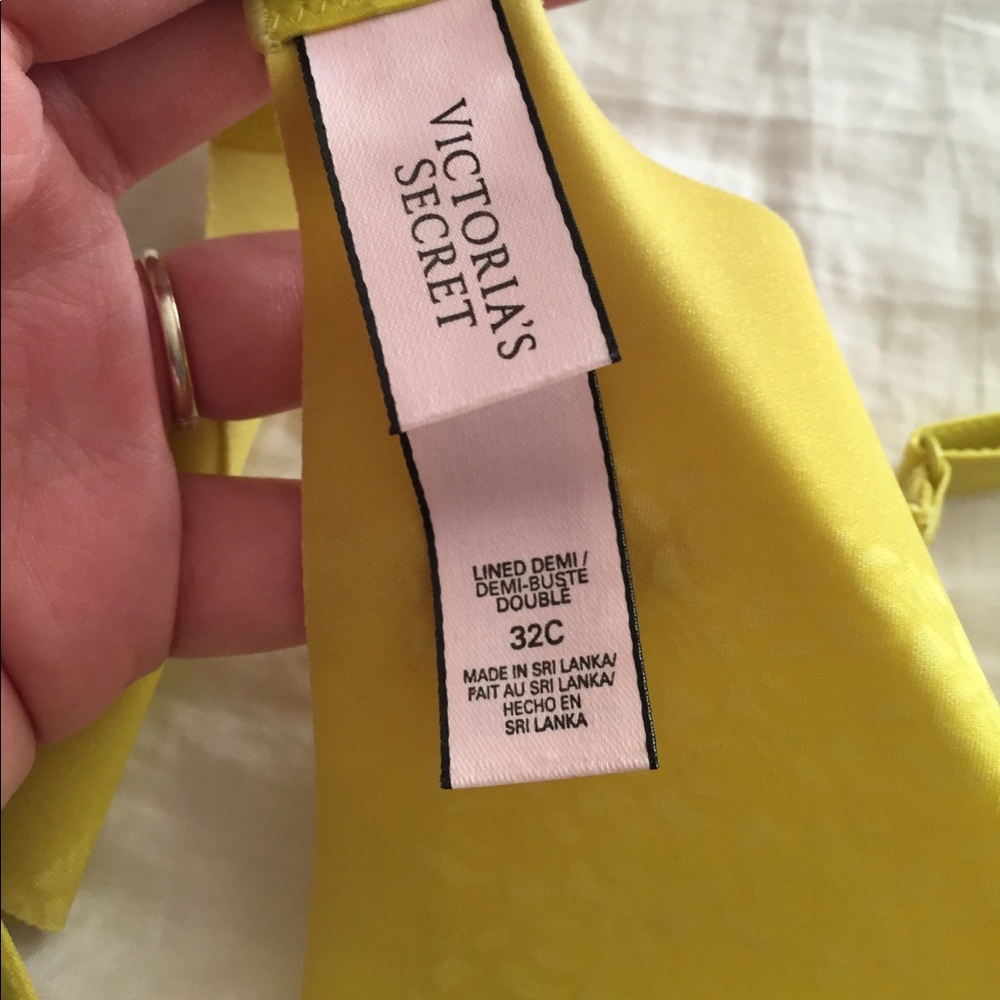 VICTORIA'S
SECRET
LINED DEMI /
DEMI-BUSTE
DOUBLÉ
32C
MADE IN SRI LANKA/
FAIT AU SRI LANKA/
HECHO EN
SRI LANKA